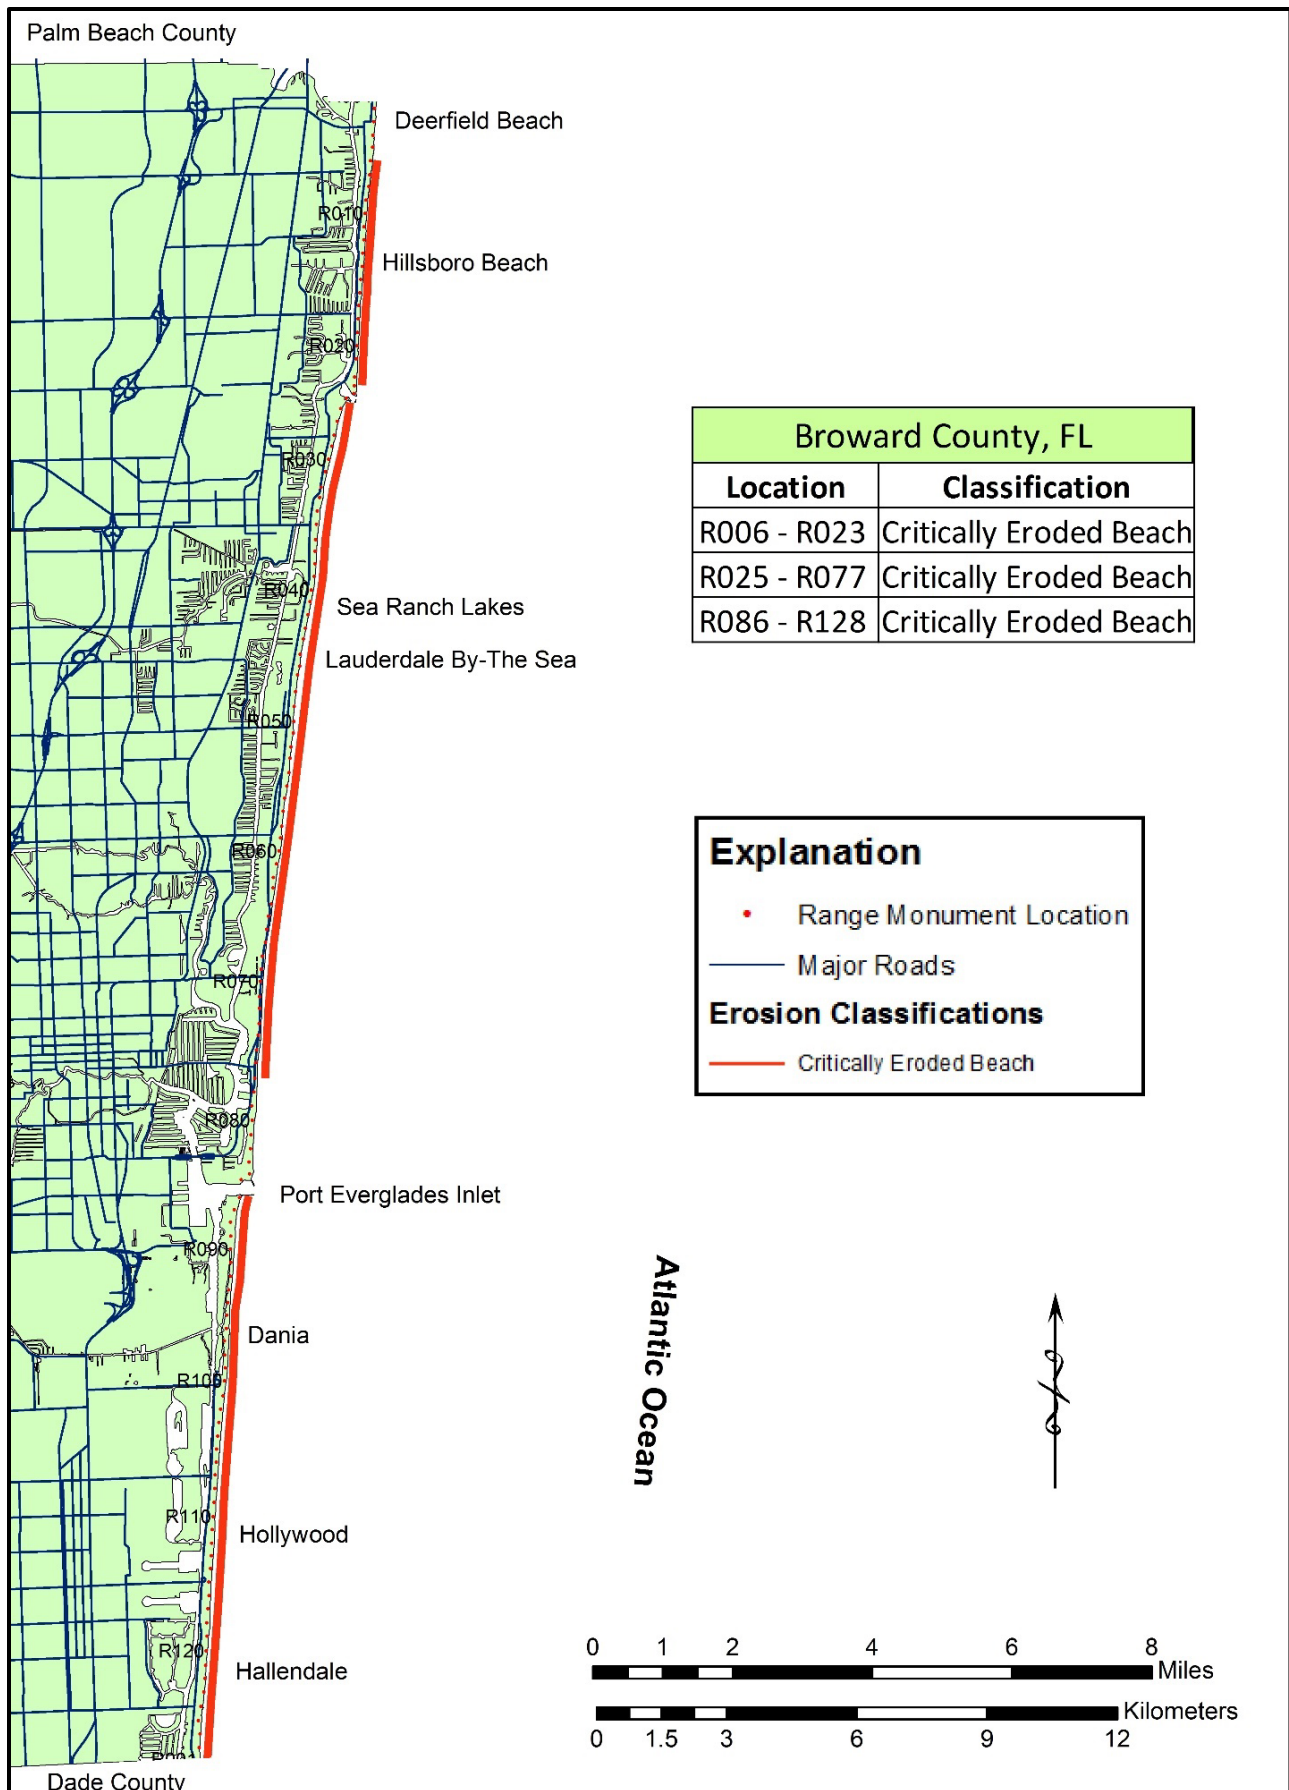 Palm Beach County
Deerfield Beach
R010
Hillsboro Beach
R020
Broward County, FL
Location Classification
R006 - R023 Critically Eroded Beach
R025 - R077 Critically Eroded Beach
R086 - R128 Critically Eroded Beach
R030
R040
Sea Ranch Lakes
Lauderdale By-The Sea
R050
R060
R070
R080
Explanation
Range Monument Location
Major Roads
Erosion Classifications
Critically Eroded Beach
Port Everglades Inlet
R090
Atlantic Ocean
Dania
R100
R110
Hollywood
R120
Hallendale
0 1 2 4 6 8
Miles
Kilometers
0 1.5 3 6 9 12
Dade County